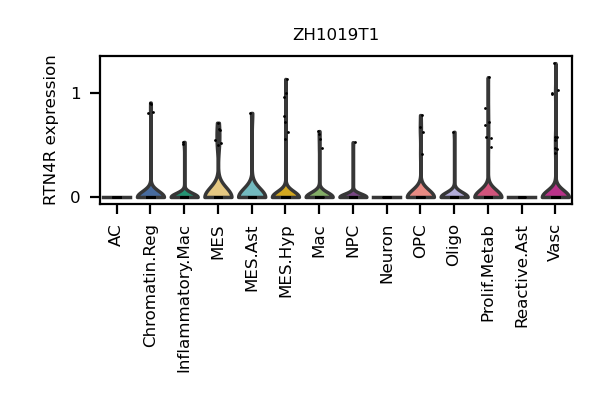 ZH1019T1
RTN4R expression
1
0
AC
Chromatin.Reg
Inflammatory.Mac
MES
MES.Ast
MES.Hyp
Mac
NPC
Neuron
OPC
Oligo
Prolif.Metab
Reactive.Ast
Vasc